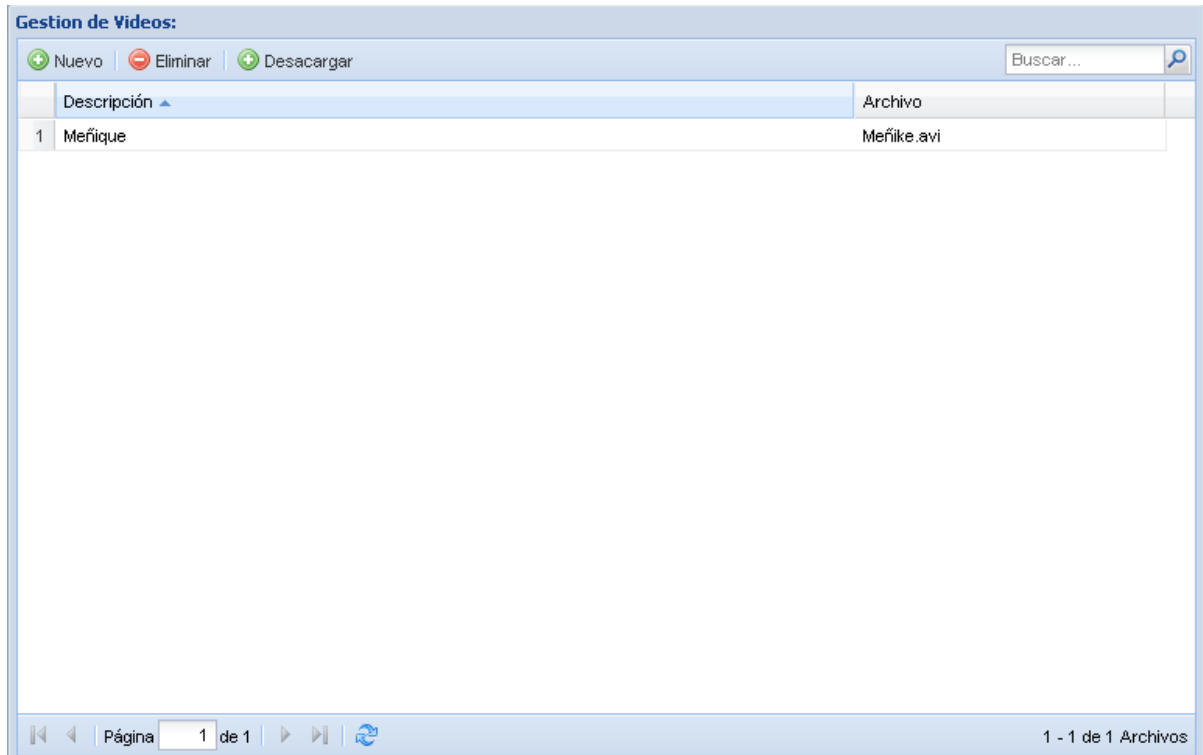 Gestion de Videos:
Nuevo Eliminar Desacargar Buscar...
Descripción Archivo
1 Meñique Meñike.avi
Página 1 de 1 1 - 1 de 1 Archivos